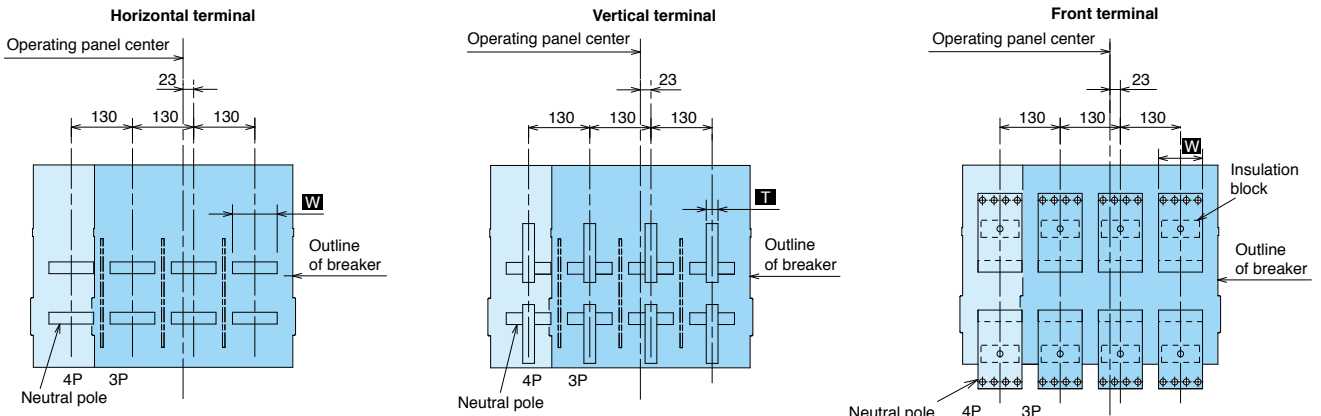 Horizontal terminal
Operating panel center
23
130 130 130
W
Outline
of breaker
4P 3P
Neutral pole
Vertical terminal
Operating panel center
23
130 130 130
T
Outline
of breaker
4P 3P
Neutral pole
Front terminal
Operating panel center
23
130 130 130
W
Insulation
block
Outline
of breaker
Neutral pole 4P 3P